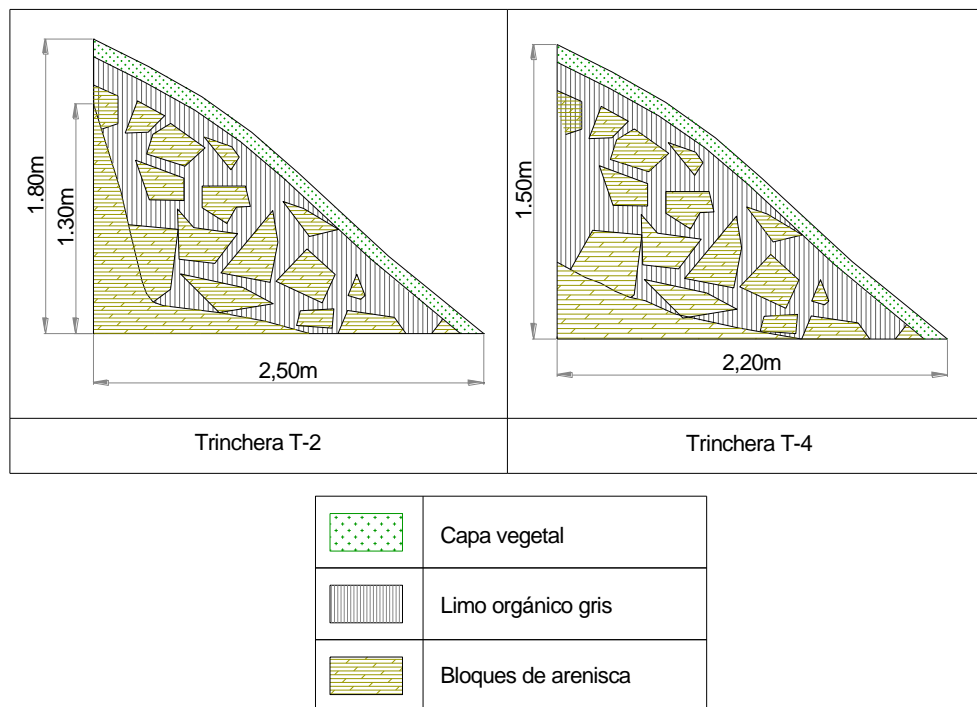 1.80m
1.30m
2,50m
1.50m
2,20m
Trinchera T-2
Trinchera T-4
Capa vegetal
Limo orgánico gris
Bloques de arenisca